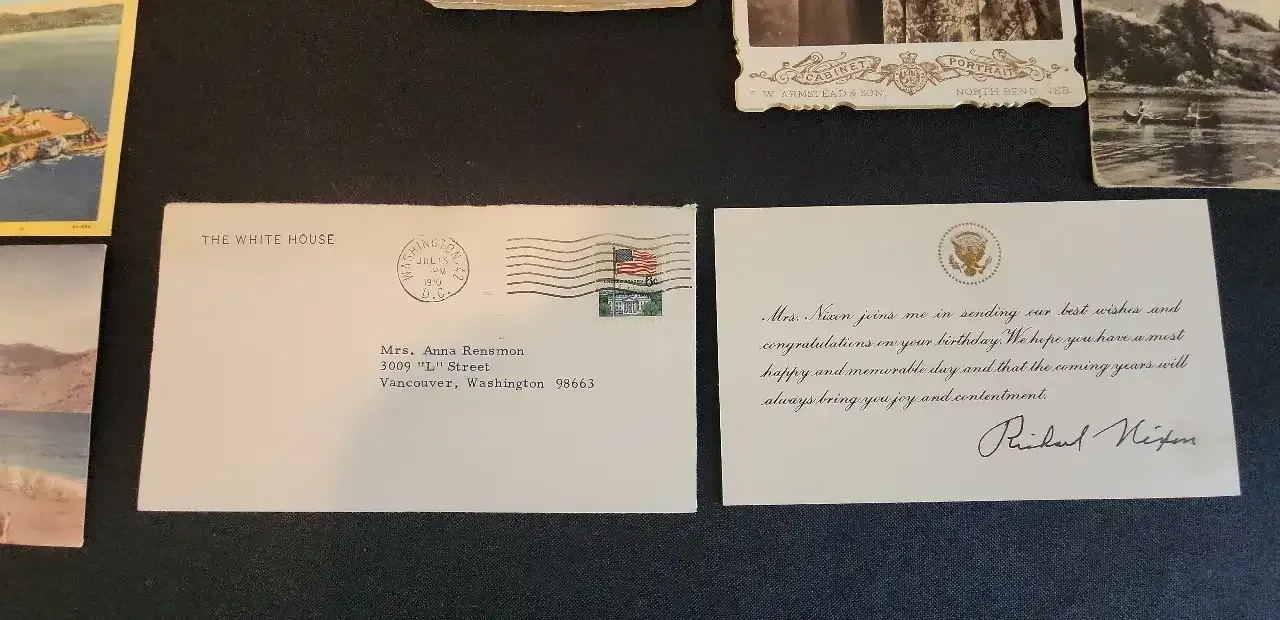 CABINET PORTRAIT
W. ARMSTEAD & SON, NORTH BEND, NEB.
THE WHITE HOUSE
WASHINGTON
D.C.
JUL
PM
1970
6c
Mrs. Anna Rensmon
3009 "L" Street
Vancouver, Washington 98663
Mrs. Nixon joins me in sending our best wishes and
congratulations on your birthday. We hope you have a most
happy and memorable day and that the coming years will
always bring you joy and contentment.
Richard Nixon